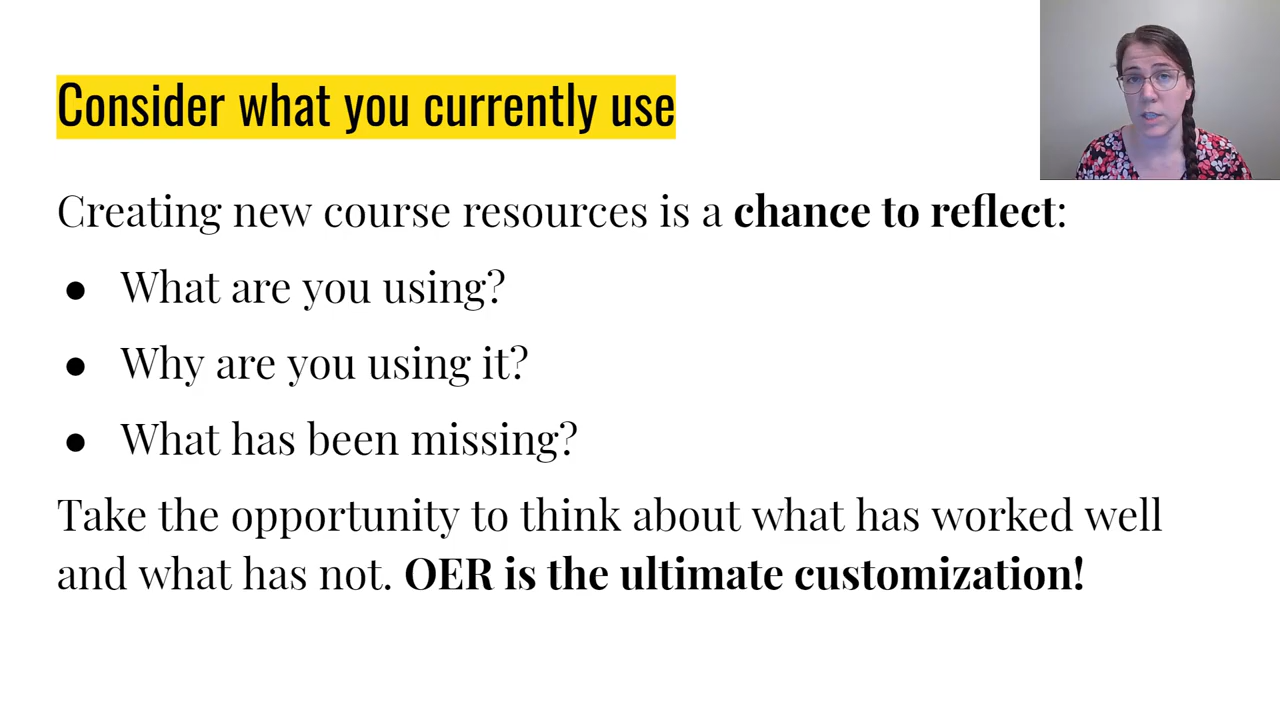 Consider what you currently use
Creating new course resources is a chance to reflect:
● What are you using?
● Why are you using it?
● What has been missing?
Take the opportunity to think about what has worked well
and what has not. OER is the ultimate customization!